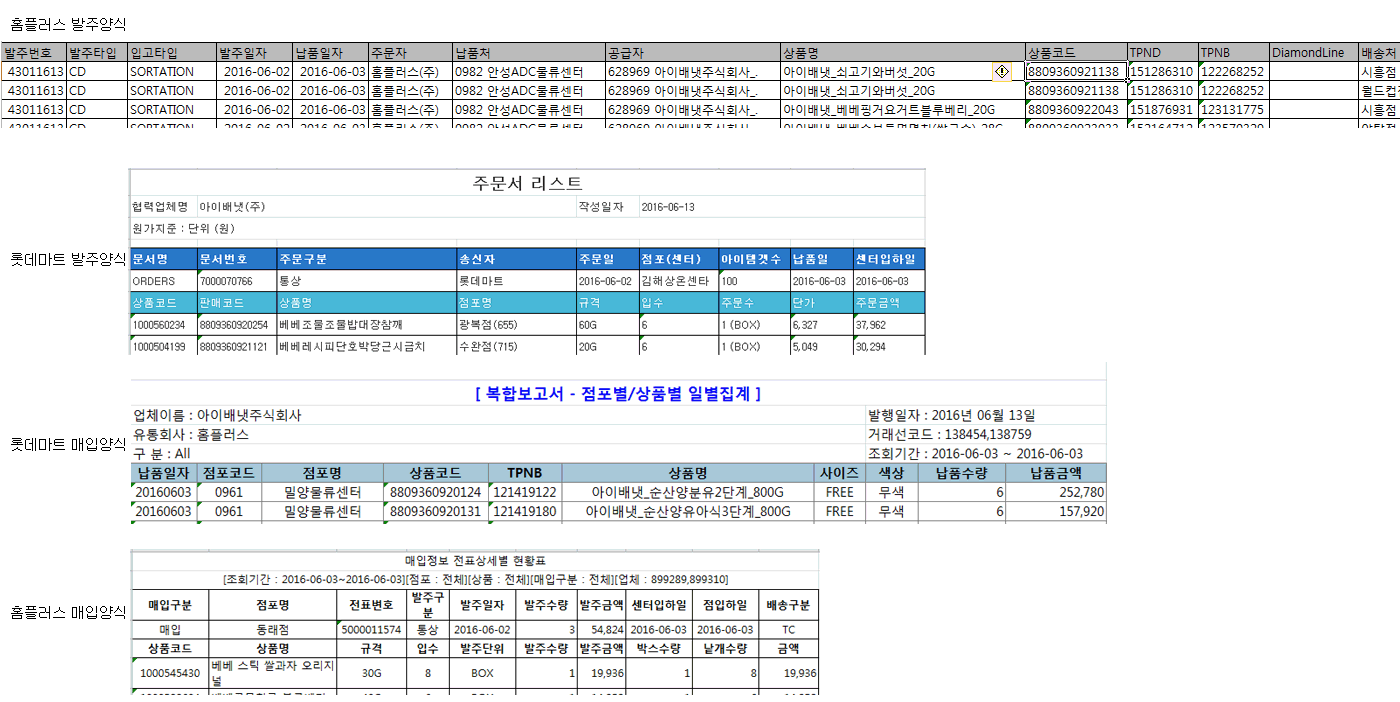 홈플러스 발주양식
발주번호 발주타입 입고타입 발주일자 납품일자 주문자 납품처 공급자 상품명 상품코드 TPND TPNB DiamondLine 배송처
43011613 CD SORTATION 2016-06-02 2016-06-03 홈플러스(주) 0982 안성ADC물류센터 628969 아이배냇주식회사_. 아이배냇_쇠고기와버섯_20G 8809360921138 151286310 122268252 시흥점
43011613 CD SORTATION 2016-06-02 2016-06-03 홈플러스(주) 0982 안성ADC물류센터 628969 아이배냇주식회사_. 아이배냇_쇠고기와버섯_20G 8809360921138 151286310 122268252 월드컵
43011613 CD SORTATION 2016-06-02 2016-06-03 홈플러스(주) 0982 안성ADC물류센터 628969 아이배냇주식회사_. 아이배냇_베베핑거요거트블루베리_20G 8809360922043 151876931 123131775 시흥점
43011613 CD SORTATION 2016-06-02 2016-06-03 홈플러스(주) 0982 안성ADC물류센터 628969 아이배냇주식회사_.
주문서 리스트
협력업체명 아이배냇(주) 작성일자 2016-06-13
원가지준 : 단위 (원)
롯데마트 발주양식
문서명 문서번호 주문구분 송신자 주문일 점포(센터) 아이템갯수 납품일 센터입하일
ORDERS 7000070766 통상 롯데마트 2016-06-02 김해상온센타 100 2016-06-03 2016-06-03
상품코드 판매코드 상품명 점포명 규격 입수 주문수 단가 주문금액
1000560234 8809360920254 베베조물조물밥대장참깨 광복점(655) 60G 6 1 (BOX) 6,327 37,962
1000504199 8809360921121 베베레시피단호박당근시금치 수완점(715) 20G 6 1 (BOX) 5,049 30,294
[ 복합보고서 - 점포별/상품별 일별집계 ]
업체이름 : 아이배냇주식회사 발행일자 : 2016년 06월 13일
유통회사 : 홈플러스 거래선코드 : 138454,138759
롯데마트 매입양식
구 분 : All 조회기간 : 2016-06-03 ~ 2016-06-03
납품일자 점포코드 점포명 상품코드 TPNB 상품명 사이즈 색상 납품수량 납품금액
20160603 0961 밀양물류센터 8809360920124 121419122 아이배냇_순산양분유2단계_800G FREE 무색 6 252,780
20160603 0961 밀양물류센터 8809360920131 121419180 아이배냇_순산양유아식3단계_800G FREE 무색 6 157,920
매입정보 전표상세별 현황표
[조회기간 : 2016-06-03~2016-06-03][점포 : 전체][상품 : 전체][매입구분 : 전체][업체 : 899289,899310]
홈플러스 매입양식
매입구분 점포명 전표번호 발주구분 발주일자 발주수량 발주금액 센터입하일 점입하일 배송구분
매입 동래점 5000011574 통상 2016-06-02 3 54,824 2016-06-03 2016-06-03 TC
상품코드 상품명 규격 입수 발주단위 발주수량 발주금액 박스수량 낱개수량 금액
1000545430 베베 스틱 쌀과자 오리지널 30G 8 BOX 1 19,936 1 8 19,936